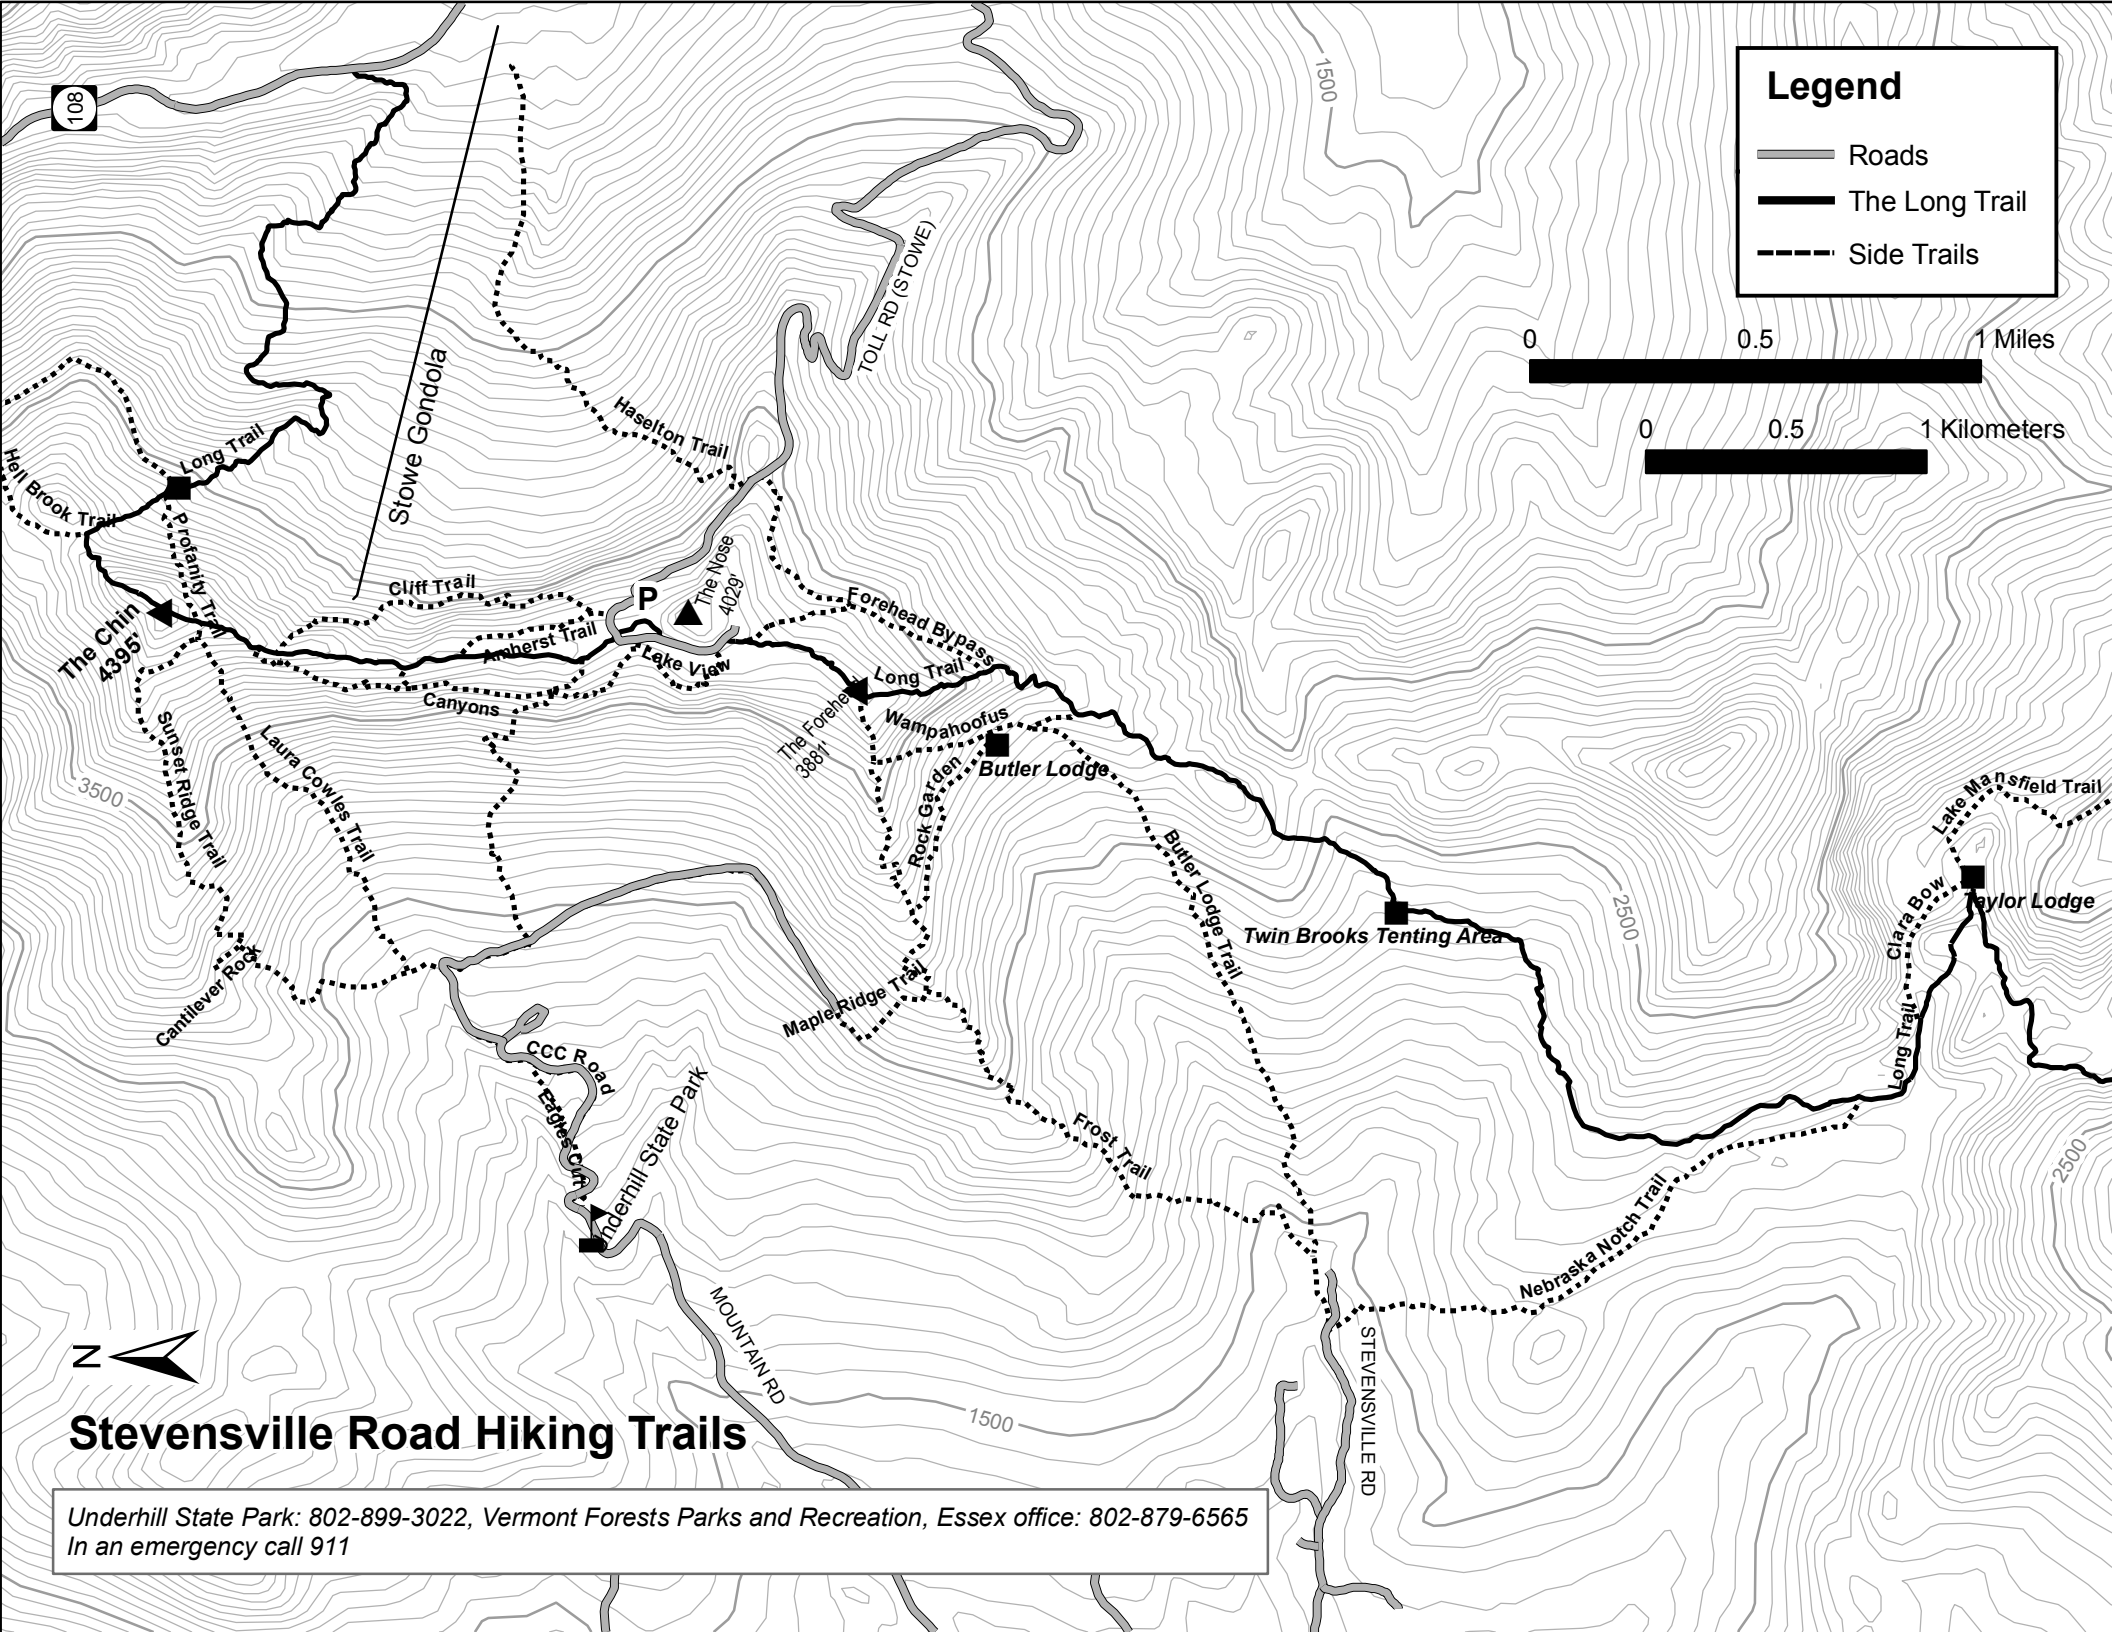 108
1500
Legend
Roads
The Long Trail
Side Trails
0 0.5 1 Miles
0 0.5 1 Kilometers
TOLL RD (STOWE)
Stowe Gondola
Haselton Trail
Long Trail
Hell Brook Trail
Profanity Trail
Cliff Trail
P
The Nose
4029'
Forehead Bypass
The Chin
4395'
Amherst Trail
Lake View
Long Trail
Canyons
The Forehead
3881'
Wampahoofus
Butler Lodge
Rock Garden
Sunset Ridge Trail
Laura Cowles Trail
3500
Butler Lodge Trail
Lake Mansfield Trail
Taylor Lodge
Clara Bow
2500
Twin Brooks Tenting Area
Cantilever Rock
Maple Ridge Trail
Long Trail
CCC Road
Eagles Cut
Underhill State Park
Frost Trail
2500
Nebraska Notch Trail
MOUNTAIN RD
STEVENSVILLE RD
N
1500
Stevensville Road Hiking Trails
Underhill State Park: 802-899-3022, Vermont Forests Parks and Recreation, Essex office: 802-879-6565
In an emergency call 911